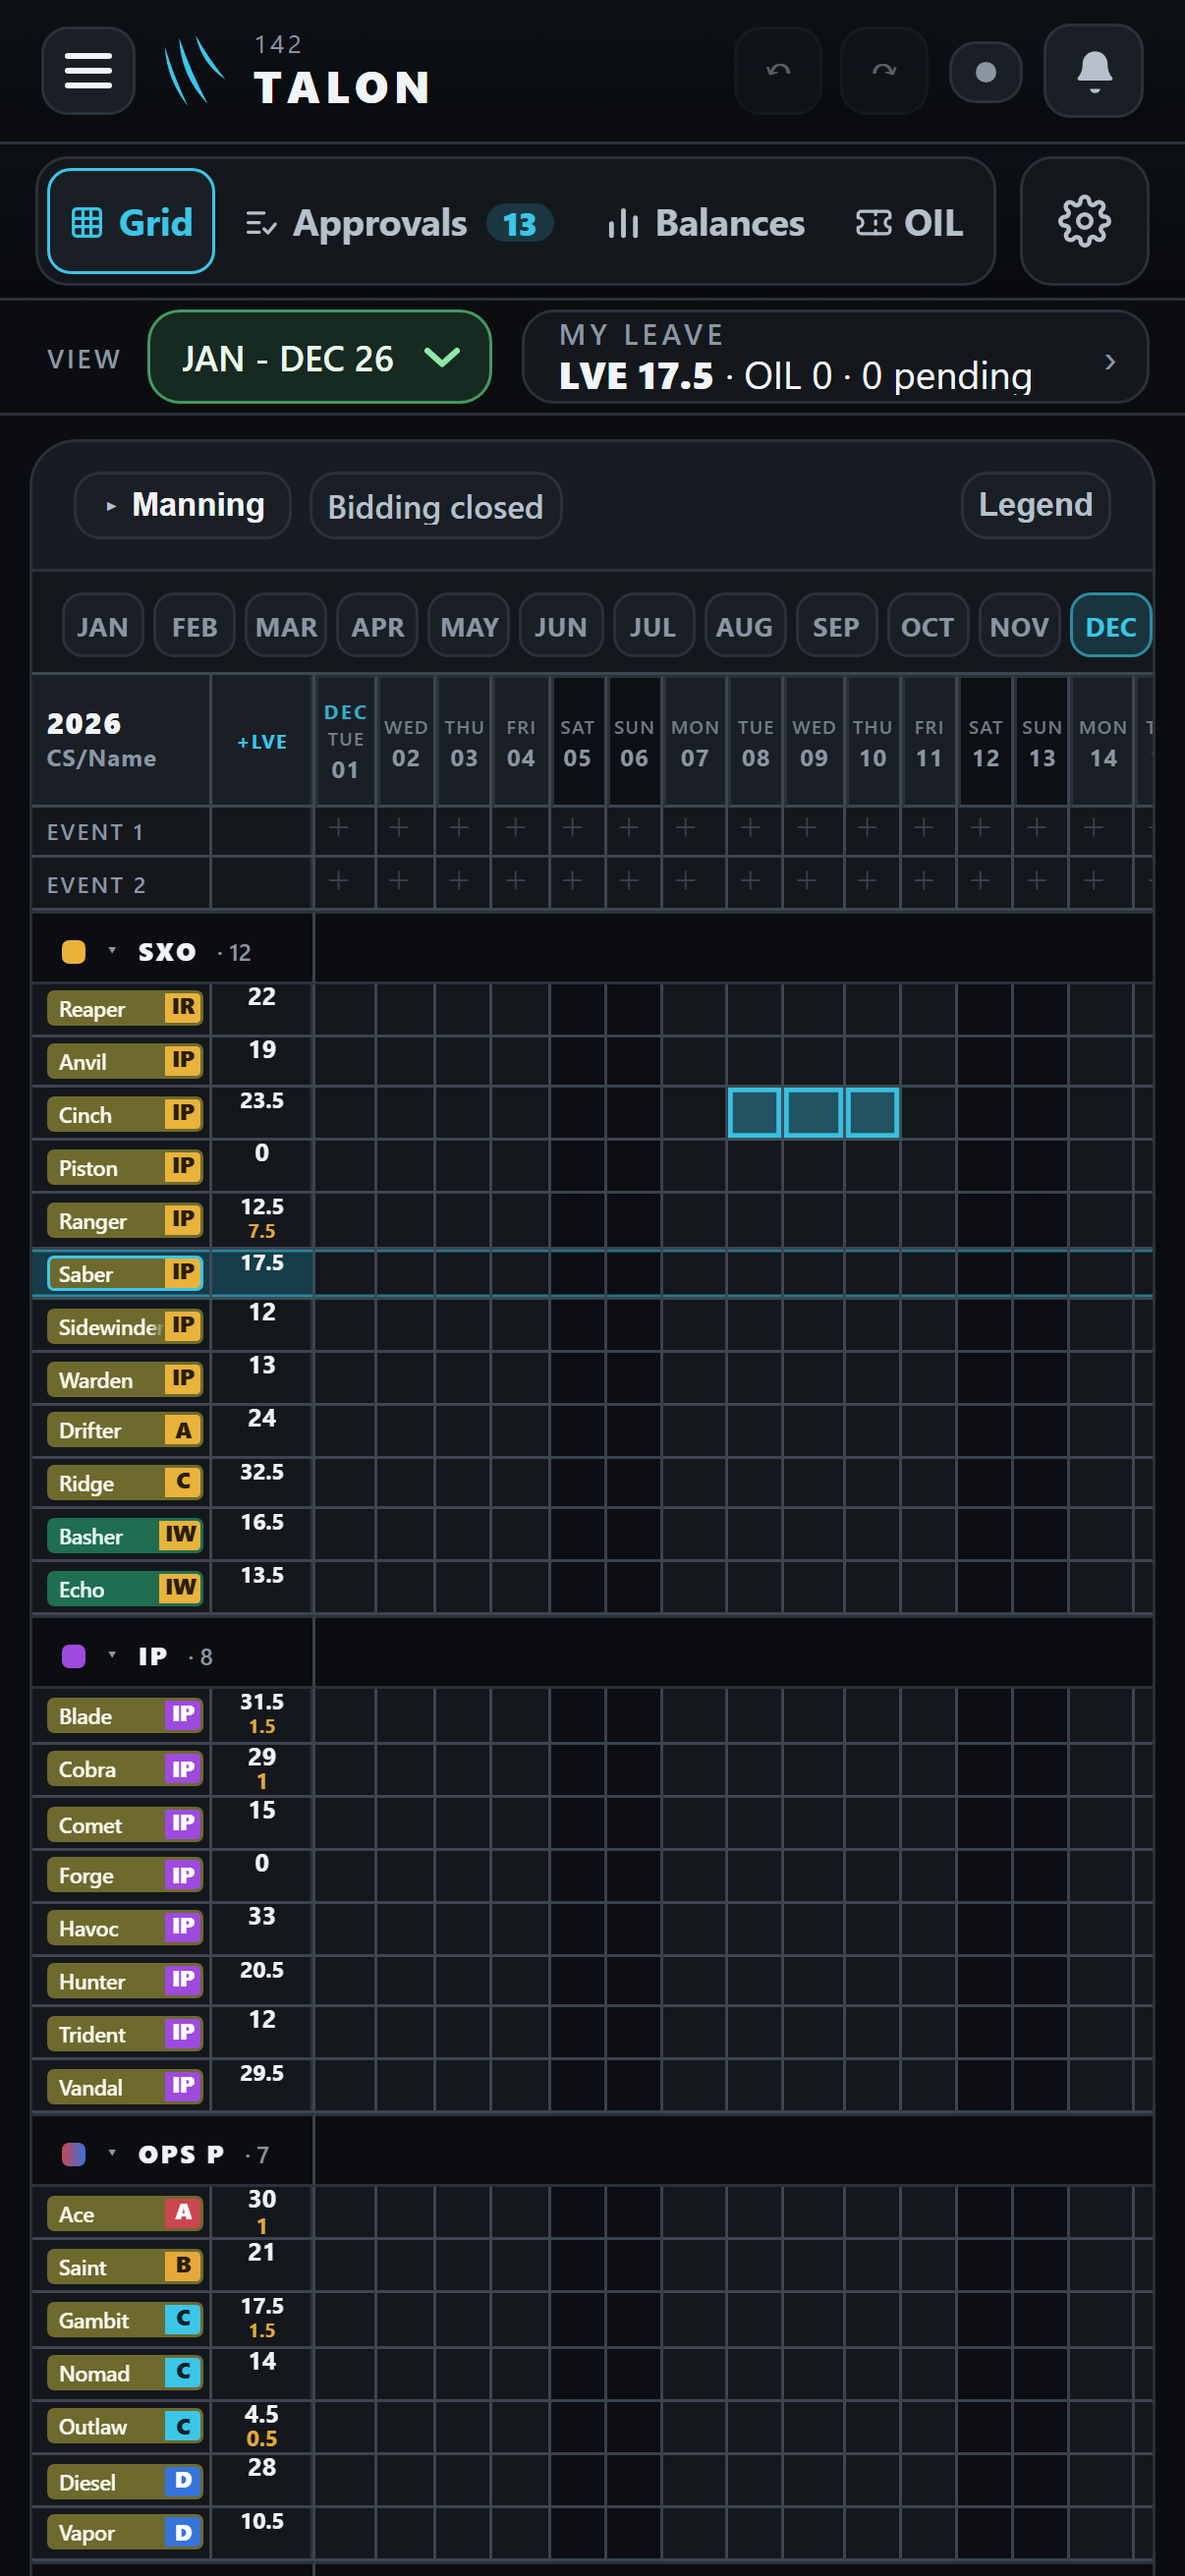 142
TALON
Grid
Approvals 13
Balances
OIL
VIEW
JAN - DEC 26
MY LEAVE
LVE 17.5 · OIL 0 · 0 pending
Manning
Bidding closed
Legend
JAN FEB MAR APR MAY JUN JUL AUG SEP OCT NOV DEC
2026
CS/Name
+LVE
DEC TUE 01
WED 02
THU 03
FRI 04
SAT 05
SUN 06
MON 07
TUE 08
WED 09
THU 10
FRI 11
SAT 12
SUN 13
MON 14
EVENT 1
EVENT 2
SXO · 12
Reaper IR 22
Anvil IP 19
Cinch IP 23.5
Piston IP 0
Ranger IP 12.5
7.5
Saber IP 17.5
Sidewinder IP 12
Warden IP 13
Drifter A 24
Ridge C 32.5
Basher IW 16.5
Echo IW 13.5
IP · 8
Blade IP 31.5
1.5
Cobra IP 29
1
Comet IP 15
Forge IP 0
Havoc IP 33
Hunter IP 20.5
Trident IP 12
Vandal IP 29.5
OPS P · 7
Ace A 30
1
Saint B 21
Gambit C 17.5
1.5
Nomad C 14
Outlaw C 4.5
0.5
Diesel D 28
Vapor D 10.5